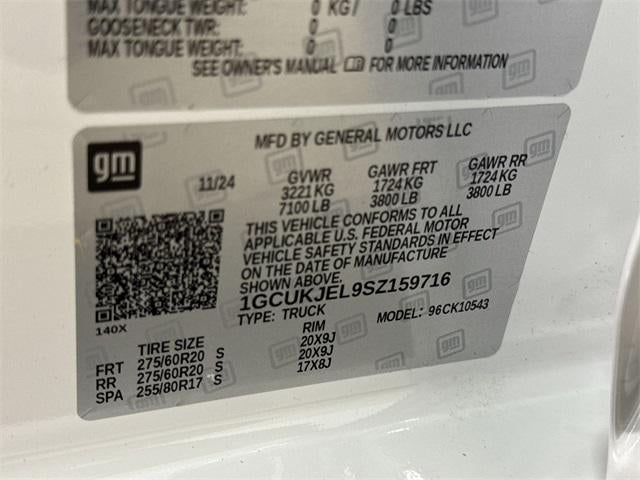 MAX TONGUE WEIGHT: 0 KG / 0 LBS
GOOSENECK TWR: 0
MAX TONGUE WEIGHT: 0
SEE OWNER'S MANUAL FOR MORE INFORMATION
gm
MFD BY GENERAL MOTORS LLC
11/24 GVWR GAWR FRT GAWR RR
3221 KG 1724 KG 1724 KG
7100 LB 3800 LB 3800 LB
THIS VEHICLE CONFORMS TO ALL
APPLICABLE U.S. FEDERAL MOTOR
VEHICLE SAFETY STANDARDS IN EFFECT
ON THE DATE OF MANUFACTURE
SHOWN ABOVE.
1GCUKJEL9SZ159716
140X TYPE: TRUCK MODEL: 96CK10543
TIRE SIZE RIM
FRT 275/60R20 S 20X9J
RR 275/60R20 S 20X9J
SPA 255/80R17 S 17X8J